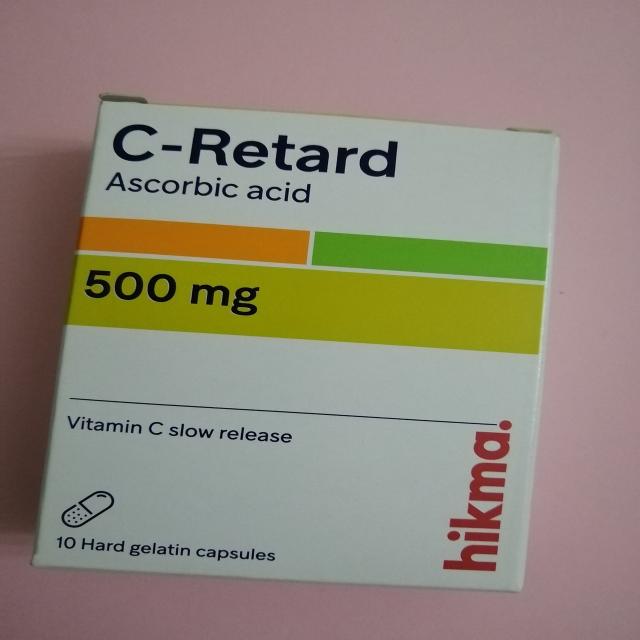 C-Retard
Ascorbic acid
500 mg
Vitamin C slow release
10 Hard gelatin capsules
hikma.